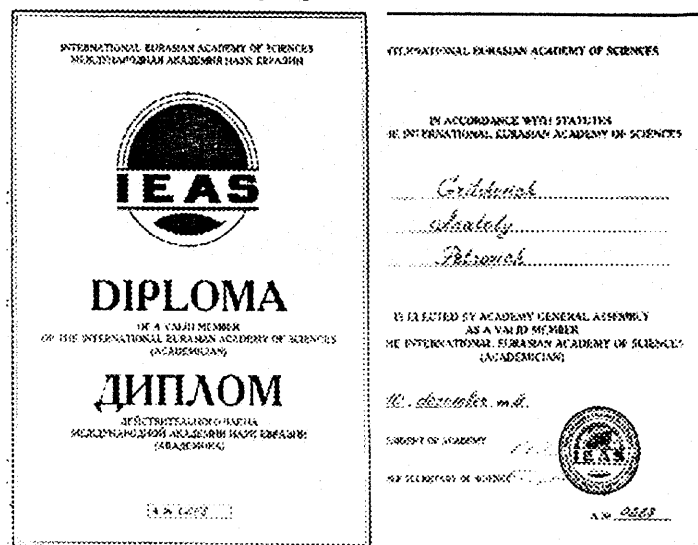 INTERNATIONAL EURASIAN ACADEMY OF SCIENCES
МЕЖДУНАРОДНАЯ АКАДЕМИЯ НАУК ЕВРАЗИИ
IEAS
DIPLOMA
OF A VALID MEMBER
OF THE INTERNATIONAL EURASIAN ACADEMY OF SCIENCES
(ACADEMICIAN)
ДИПЛОМ
ДЕЙСТВИТЕЛЬНОГО ЧЛЕНА
МЕЖДУНАРОДНОЙ АКАДЕМИИ НАУК ЕВРАЗИИ
(АКАДЕМИКА)
INTERNATIONAL EURASIAN ACADEMY OF SCIENCES
IN ACCORDANCE WITH STATUTES
INTERNATIONAL EURASIAN ACADEMY OF SCIENCES
Petrovich
IS ELECTED BY ACADEMY GENERAL ASSEMBLY
AS A VALID MEMBER
INTERNATIONAL EURASIAN ACADEMY OF SCIENCES
(ACADEMICIAN)
december
OF ACADEMY
SECRETARY OF SCIENCE
IEAS
A № 0223